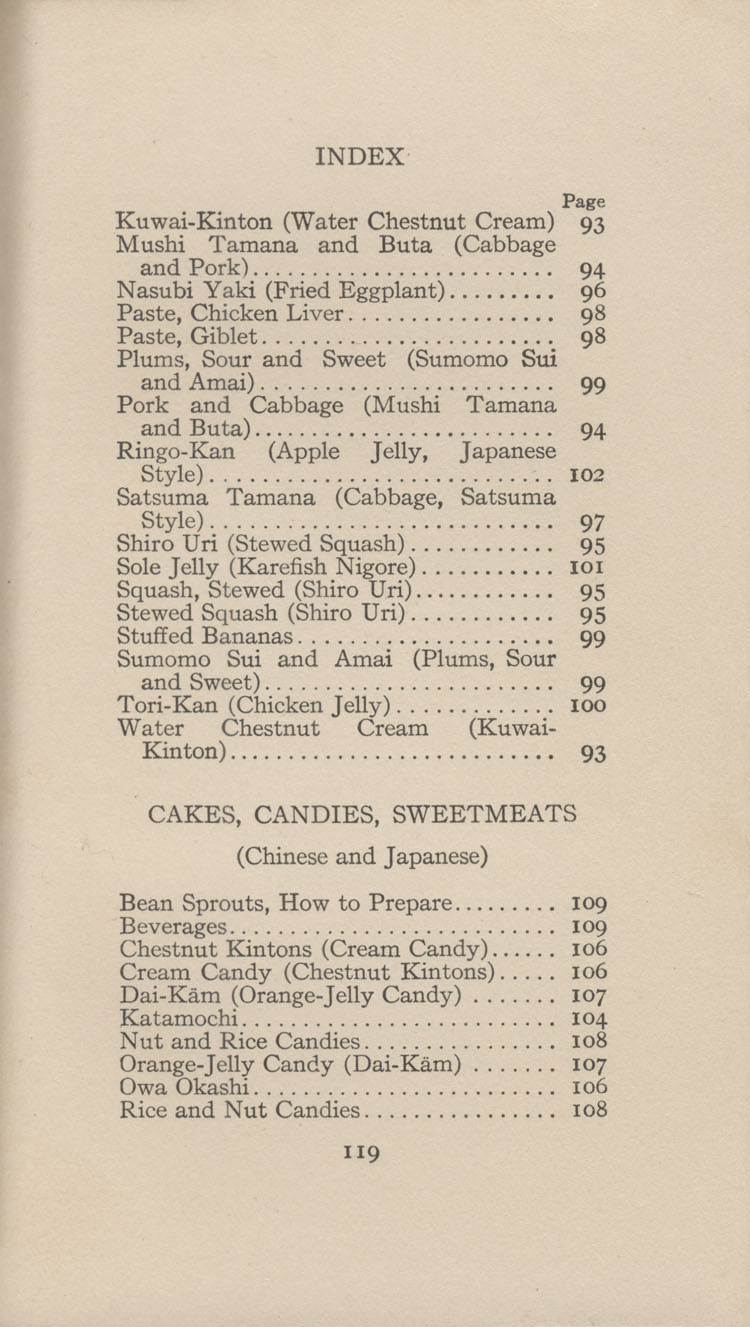 INDEX
Page
Kuwai-Kinton (Water Chestnut Cream) 93
Mushi Tamana and Buta (Cabbage
and Pork).......................... 94
Nasubi Yaki (Fried Eggplant)......... 96
Paste, Chicken Liver................. 98
Paste, Giblet........................ 98
Plums, Sour and Sweet (Sumomo Sui
and Amai)........................ 99
Pork and Cabbage (Mushi Tamana
and Buta).......................... 94
Ringo-Kan (Apple Jelly, Japanese
Style)............................ 102
Satsuma Tamana (Cabbage, Satsuma
Style)............................ 97
Shiro Uri (Stewed Squash)............ 95
Sole Jelly (Karefish Nigore)........... 101
Squash, Stewed (Shiro Uri)............ 95
Stewed Squash (Shiro Uri)............ 95
Stuffed Bananas...................... 99
Sumomo Sui and Amai (Plums, Sour
and Sweet)........................ 99
Tori-Kan (Chicken Jelly)............. 100
Water Chestnut Cream (Kuwai-
Kinton)........................... 93
CAKES, CANDIES, SWEETMEATS
(Chinese and Japanese)
Bean Sprouts, How to Prepare......... 109
Beverages............................ 109
Chestnut Kintons (Cream Candy)...... 106
Cream Candy (Chestnut Kintons)..... 106
Dai-Käm (Orange-Jelly Candy) ....... 107
Katamochi........................... 104
Nut and Rice Candies................ 108
Orange-Jelly Candy (Dai-Käm) ....... 107
Owa Okashi.......................... 106
Rice and Nut Candies................ 108
119